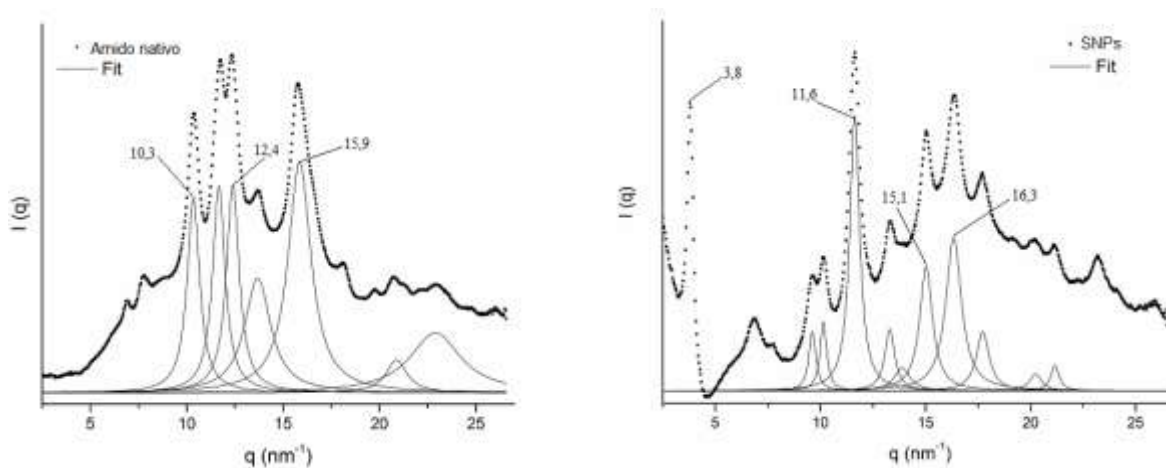 Amido nativo
Fit
10,3
12,4
15,9
I (q)
5 10 15 20 25
q (nm⁻¹)
SNPs
Fit
3,8
11,6
15,1
16,3
I (q)
5 10 15 20 25
q (nm⁻¹)